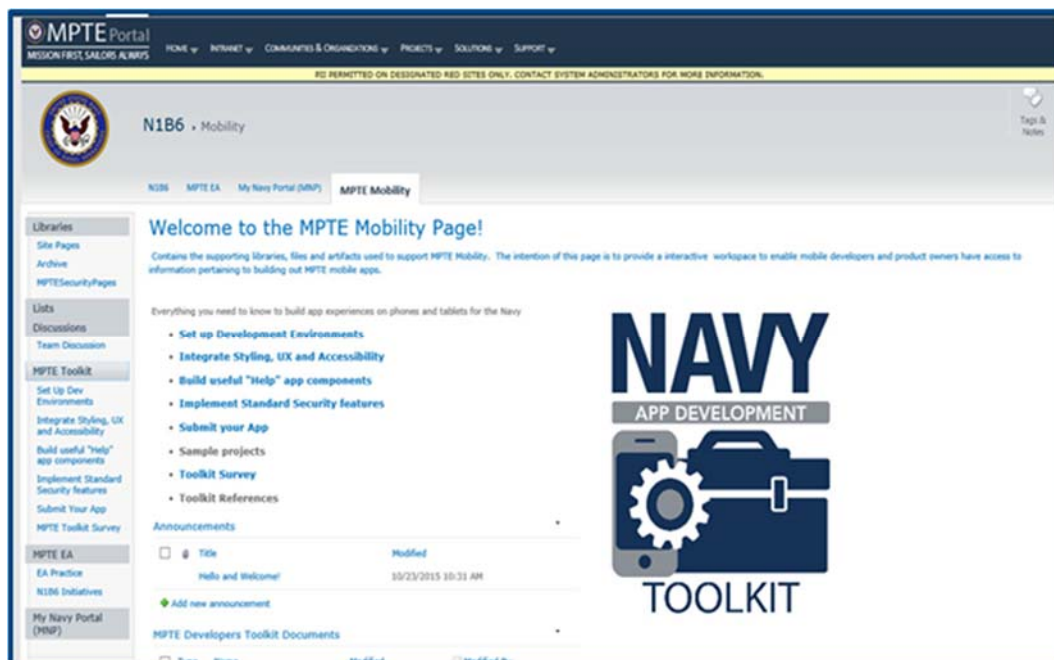 MPTE Portal
MISSION FIRST, SAILORS ALWAYS
HOME INTRANET COMMUNITIES & ORGANIZATIONS PROJECTS SOLUTIONS SUPPORT
PII PERMITTED ON DESIGNATED RED SITES ONLY. CONTACT SYSTEM ADMINISTRATORS FOR MORE INFORMATION.
N1B6 Mobility
Tags &
Notes
N1B6 MPTE EA My Navy Portal (MNP) MPTE Mobility
Libraries
Site Pages
Archive
MPTESecurityPages
Lists
Discussions
Team Discussion
MPTE Toolkit
Set Up Dev
Environments
Integrate Styling, UX
and Accessibility
Build useful "Help"
app components
Implement Standard
Security features
Submit Your App
MPTE Toolkit Survey
MPTE EA
EA Practice
N1B6 Initiatives
My Navy Portal
(MNP)
Welcome to the MPTE Mobility Page!
Contains the supporting libraries, files and artifacts used to support MPTE Mobility. The intention of this page is to provide a interactive workspace to enable mobile developers and product owners have access to
information pertaining to building out MPTE mobile apps.
Everything you need to know to build app experiences on phones and tablets for the Navy
• Set up Development Environments
• Integrate Styling, UX and Accessibility
• Build useful "Help" app components
• Implement Standard Security features
• Submit your App
• Sample projects
• Toolkit Survey
• Toolkit References
Announcements
Title Modified
Hello and Welcome! 10/23/2015 10:31 AM
Add new announcement
MPTE Developers Toolkit Documents
Type Name Modified Modified By
NAVY
APP DEVELOPMENT
TOOLKIT